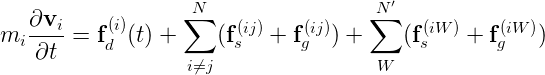 $m_i \frac{\partial \mathbf{v}_i}{\partial t} = \mathbf{f}_d^{(i)}(t) + \sum_{i \neq j}^{N} (\mathbf{f}_s^{(ij)} + \mathbf{f}_g^{(ij)}) + \sum_{W}^{N'} (\mathbf{f}_s^{(iW)} + \mathbf{f}_g^{(iW)})$